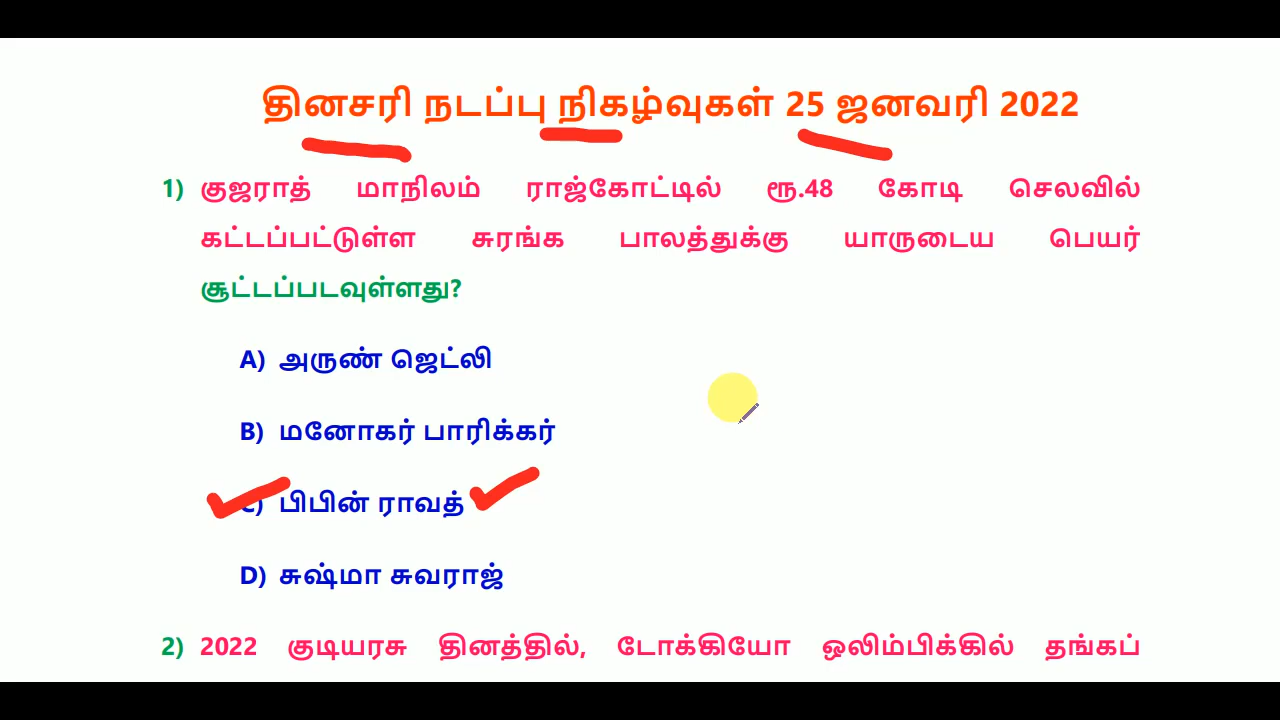 தினசரி நடப்பு நிகழ்வுகள் 25 ஜனவரி 2022
1) குஜராத் மாநிலம் ராஜ்கோட்டில் ரூ.48 கோடி செலவில்
கட்டப்பட்டுள்ள சுரங்க பாலத்துக்கு யாருடைய பெயர்
சூட்டப்படவுள்ளது?
A) அருண் ஜெட்லி
B) மனோகர் பாரிக்கர்
C) பிபின் ராவத்
D) சுஷ்மா சுவராஜ்
2) 2022 குடியரசு தினத்தில், டோக்கியோ ஒலிம்பிக்கில் தங்கப்